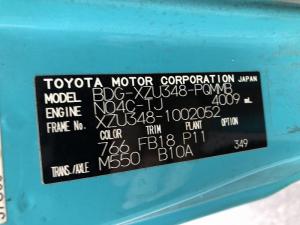 TOYOTA MOTOR CORPORATION JAPAN
MODEL BDG-XZU348-PQMMB
ENGINE N04C-TJ 4009 mL
FRAME No. XZU348-1002052
COLOR TRIM PLANT OPTION
766 FB18 P11 349
TRANS./AXLE M550 B10A